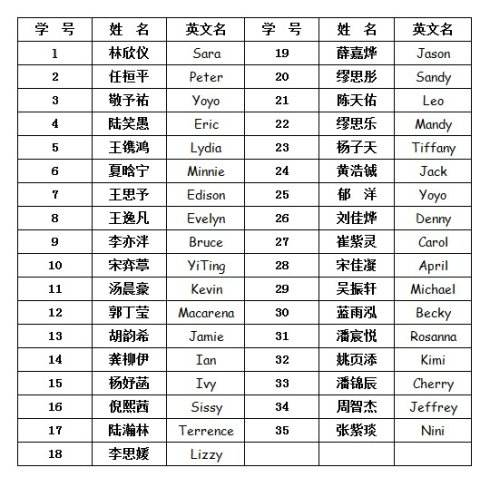 学 号 姓 名 英文名 学 号 姓 名 英文名
1 林欣仪 Sara 19 薛嘉烨 Jason
2 任桓平 Peter 20 缪思彤 Sandy
3 敬予祐 Yoyo 21 陈天佑 Leo
4 陆笑愚 Eric 22 缪思乐 Mandy
5 王镌鸿 Lydia 23 杨子天 Tiffany
6 夏晗宁 Minnie 24 黄浩铖 Jack
7 王思予 Edison 25 郁 洋 Yoyo
8 王逸凡 Evelyn 26 刘佳烨 Denny
9 李亦泮 Bruce 27 崔紫灵 Carol
10 宋弈葶 YiTing 28 宋佳凝 April
11 汤晨豪 Kevin 29 吴振轩 Michael
12 郭丁莹 Macarena 30 蓝雨泓 Becky
13 胡韵希 Jamie 31 潘宸悦 Rosanna
14 龚柳伊 Ian 32 姚页添 Kimi
15 杨妤菡 Ivy 33 潘锦辰 Cherry
16 倪熙茜 Sissy 34 周智杰 Jeffrey
17 陆瀚林 Terrence 35 张紫琰 Nini
18 李思媛 Lizzy